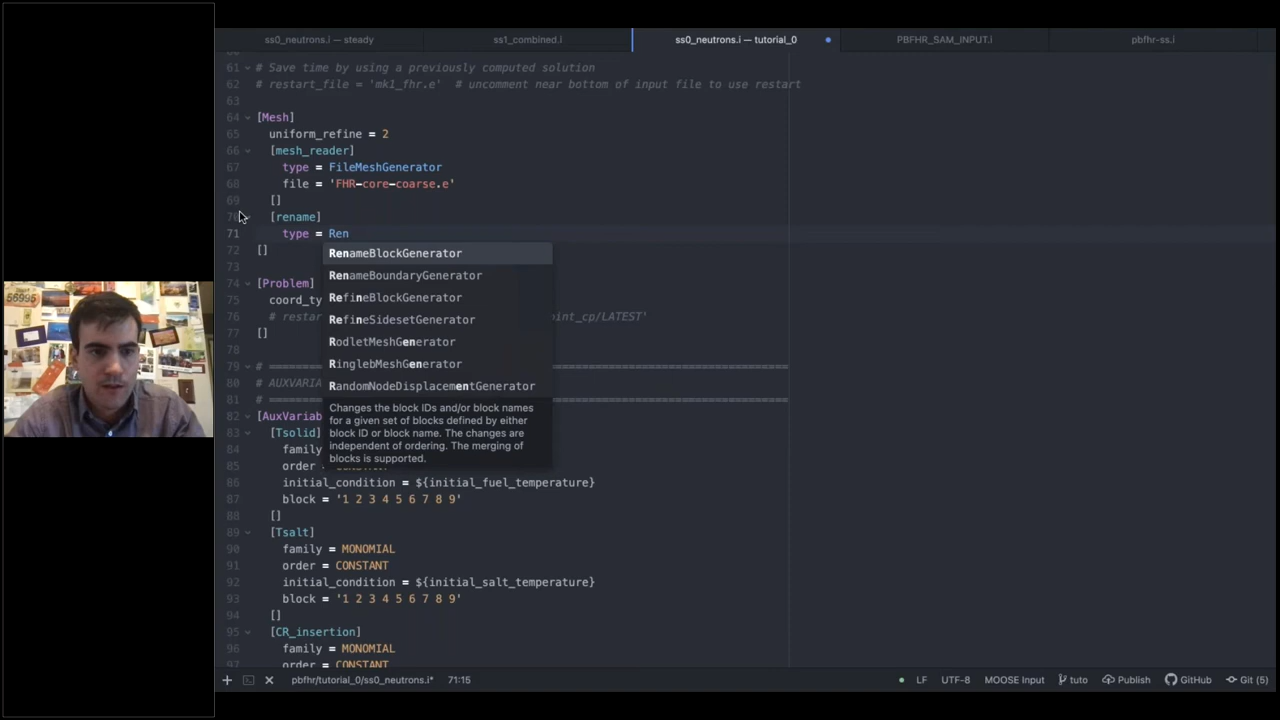 ss0_neutrons.i — steady
ss1_combined.i
ss0_neutrons.i — tutorial_0
PBFHR_SAM_INPUT.i
pbfhr-ss.i
61 # Save time by using a previously computed solution
62 # restart_file = 'mk1_fhr.e'  # uncomment near bottom of input file to use restart
63
64 [Mesh]
65 uniform_refine = 2
66 [mesh_reader]
67 type = FileMeshGenerator
68 file = 'FHR-core-coarse.e'
69 []
70 [rename]
71 type = Ren
72 []
RenameBlockGenerator
RenameBoundaryGenerator
RefineBlockGenerator
RefineSidesetGenerator
RodletMeshGenerator
RinglebMeshGenerator
RandomNodeDisplacementGenerator
Changes the block IDs and/or block names
for a given set of blocks defined by either
block ID or block name. The changes are
independent of ordering. The merging of
blocks is supported.
73
74 [Problem]
75 coord_ty
76 # restar int_cp/LATEST'
77 []
78
79 # =
80 # AUXVARIA
81 # =
82 [AuxVariab
83 [Tsolid]
84 family
85 order =
86 initial_condition = ${initial_fuel_temperature}
87 block = '1 2 3 4 5 6 7 8 9'
88 []
89 [Tsalt]
90 family = MONOMIAL
91 order = CONSTANT
92 initial_condition = ${initial_salt_temperature}
93 block = '1 2 3 4 5 6 7 8 9'
94 []
95 [CR_insertion]
96 family = MONOMIAL
97 order = CONSTANT
pbfhr/tutorial_0/ss0_neutrons.i* 71:15 LF UTF-8 MOOSE Input tuto Publish GitHub Git (5)
56995